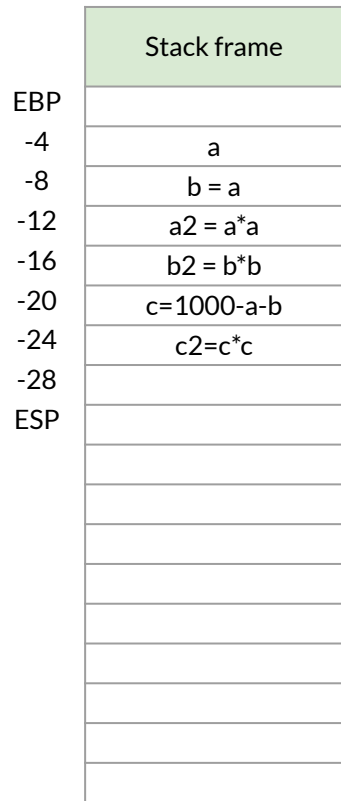 Stack frame
EBP
-4 a
-8 b = a
-12 a2 = a*a
-16 b2 = b*b
-20 c=1000-a-b
-24 c2=c*c
-28
ESP